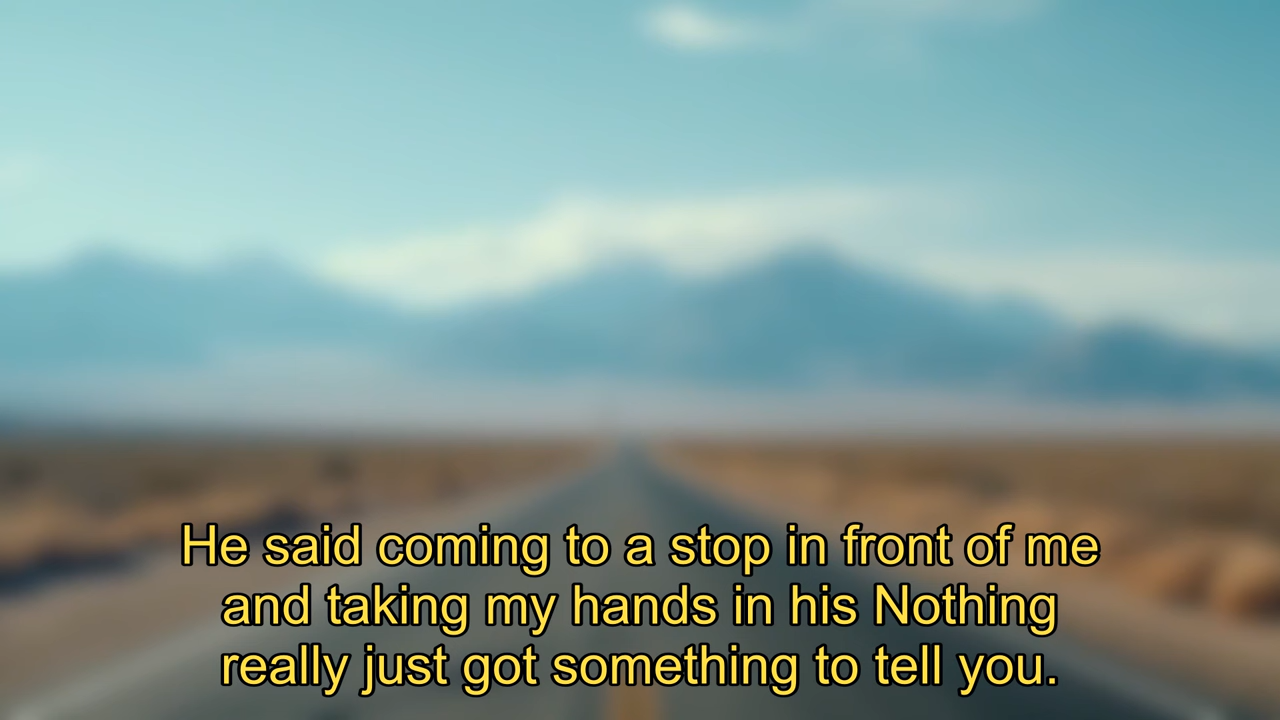 He said coming to a stop in front of me
and taking my hands in his Nothing
really just got something to tell you.